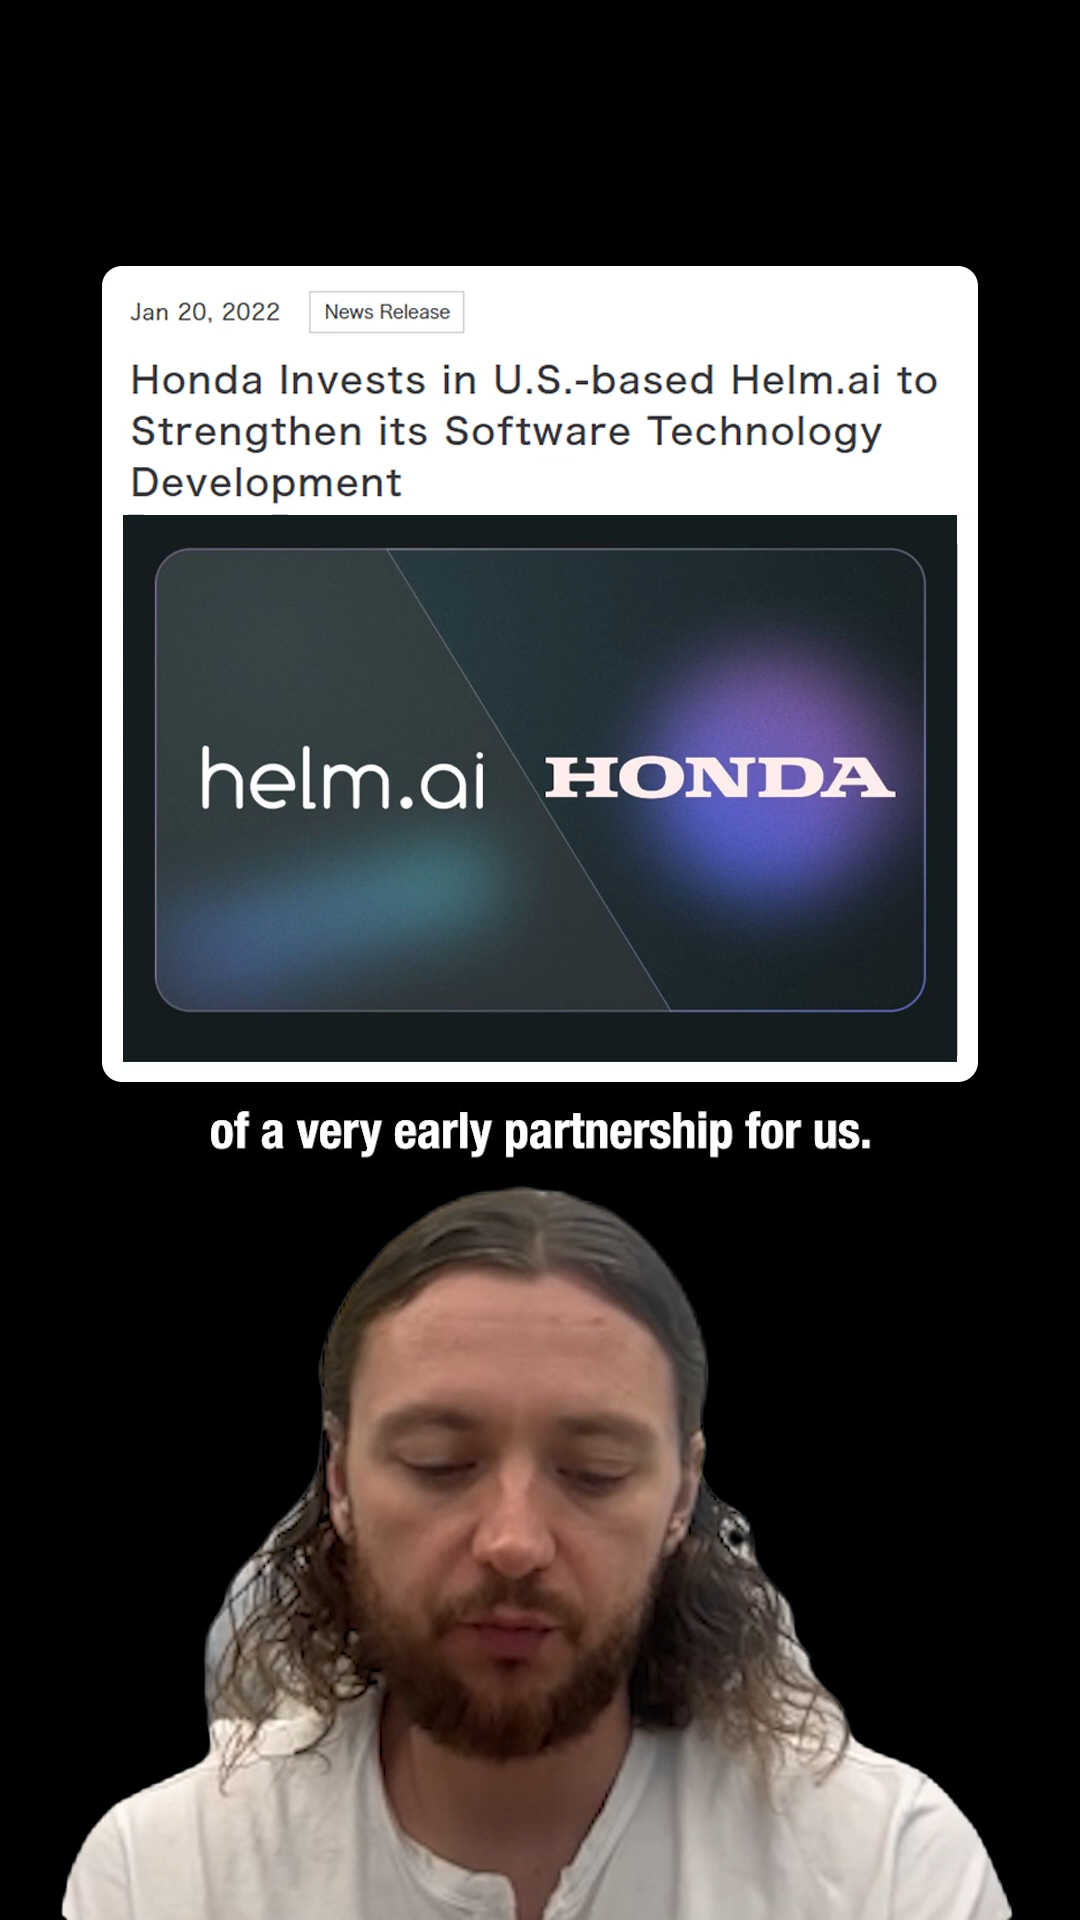 Jan 20, 2022 News Release
Honda Invests in U.S.-based Helm.ai to
Strengthen its Software Technology
Development
helm.ai HONDA
of a very early partnership for us.